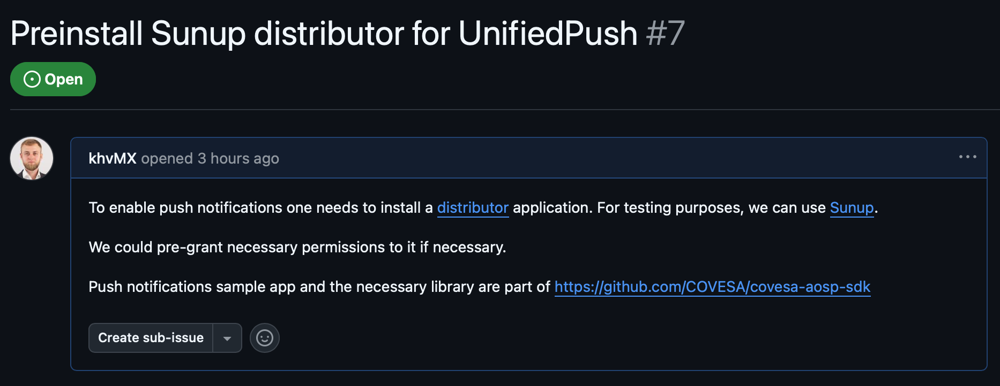 Preinstall Sunup distributor for UnifiedPush #7
Open
khvMX opened 3 hours ago
To enable push notifications one needs to install a distributor application. For testing purposes, we can use Sunup.
We could pre-grant necessary permissions to it if necessary.
Push notifications sample app and the necessary library are part of https://github.com/COVESA/covesa-aosp-sdk
Create sub-issue